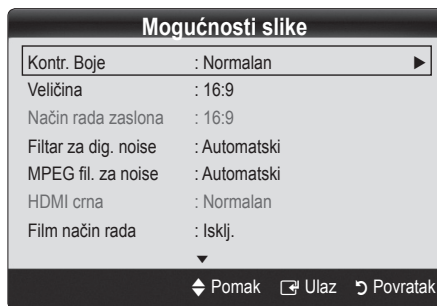 Mogućnosti slike
Kontr. Boje : Normalan ►
Veličina : 16:9
Način rada zaslona : 16:9
Filtar za dig. noise : Automatski
MPEG fil. za noise : Automatski
HDMI crna : Normalan
Film način rada : Isklj.
▼
Pomak Ulaz Povratak